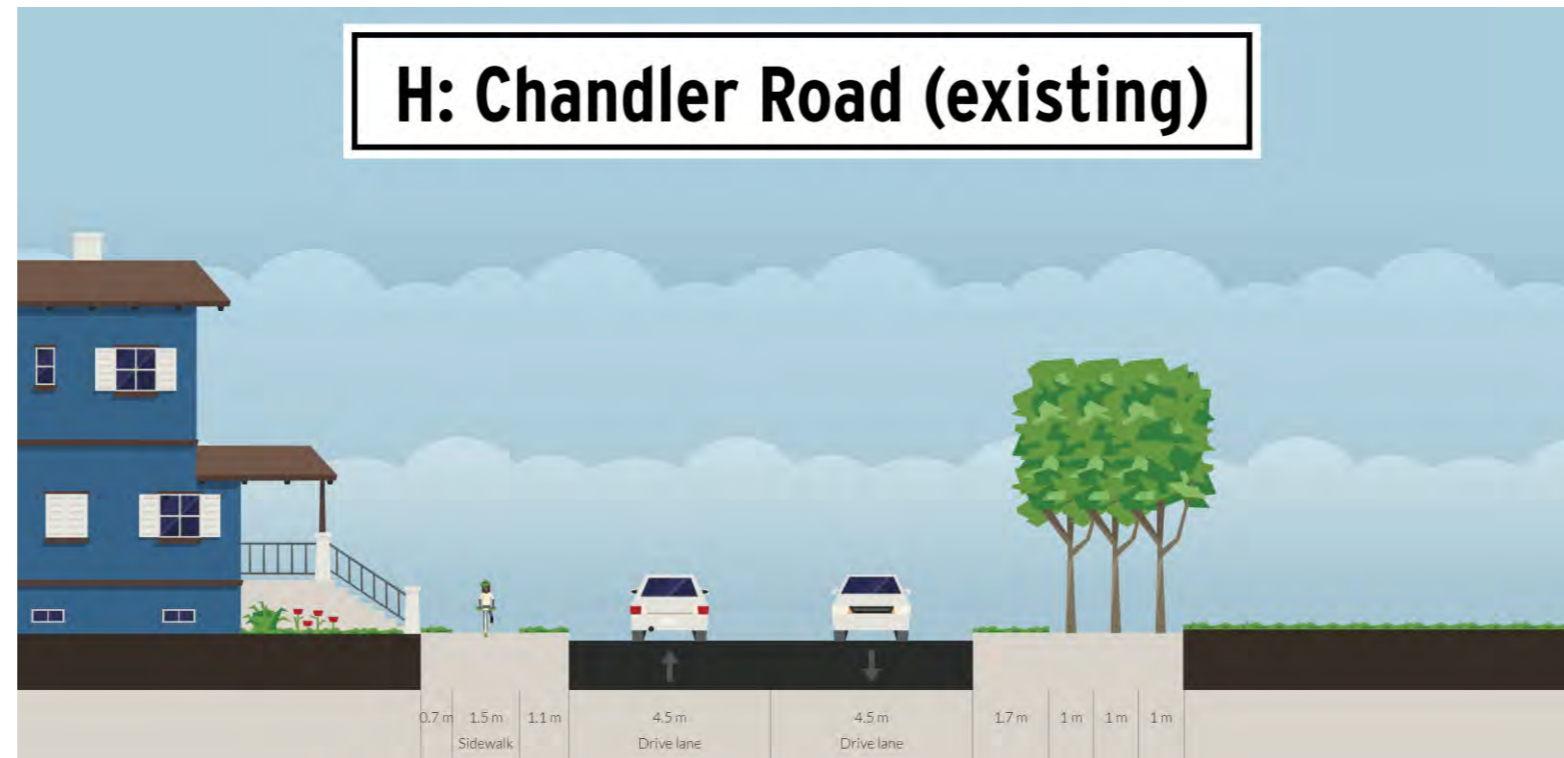 H: Chandler Road (existing)
0.7 m 1.5 m 1.1 m 4.5 m 4.5 m 1.7 m 1 m 1 m 1 m
Sidewalk Drive lane Drive lane